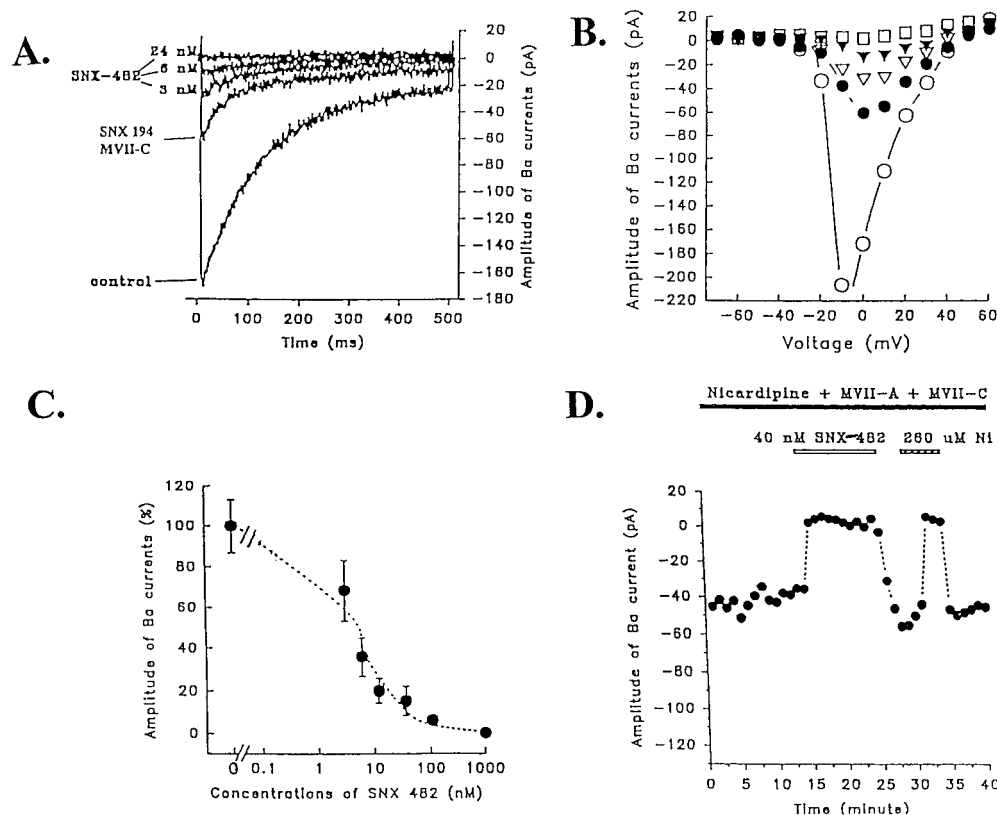 A.
24 nM
SNX-482
6 nM
3 nM
SNX 194
MVII-C
control
20
0
-20
-40
-60
-80
-100
-120
-140
-160
-180
Amplitude of Ba currents (pA)
0 100 200 300 400 500
Time (ms)
B.
20
0
-20
-40
-60
-80
-100
-120
-140
-160
-180
-200
-220
Amplitude of Ba currents (pA)
-60 -40 -20 0 20 40 60
Voltage (mV)
C.
120
100
80
60
40
20
0
Amplitude of Ba currents (%)
0 0.1 1 10 100 1000
Concentrations of SNX 482 (nM)
D.
Nicardipine + MVII-A + MVII-C
40 nM SNX-482 260 uM Ni
20
0
-20
-40
-60
-80
-100
-120
Amplitude of Ba current (pA)
0 5 10 15 20 25 30 35 40
Time (minute)